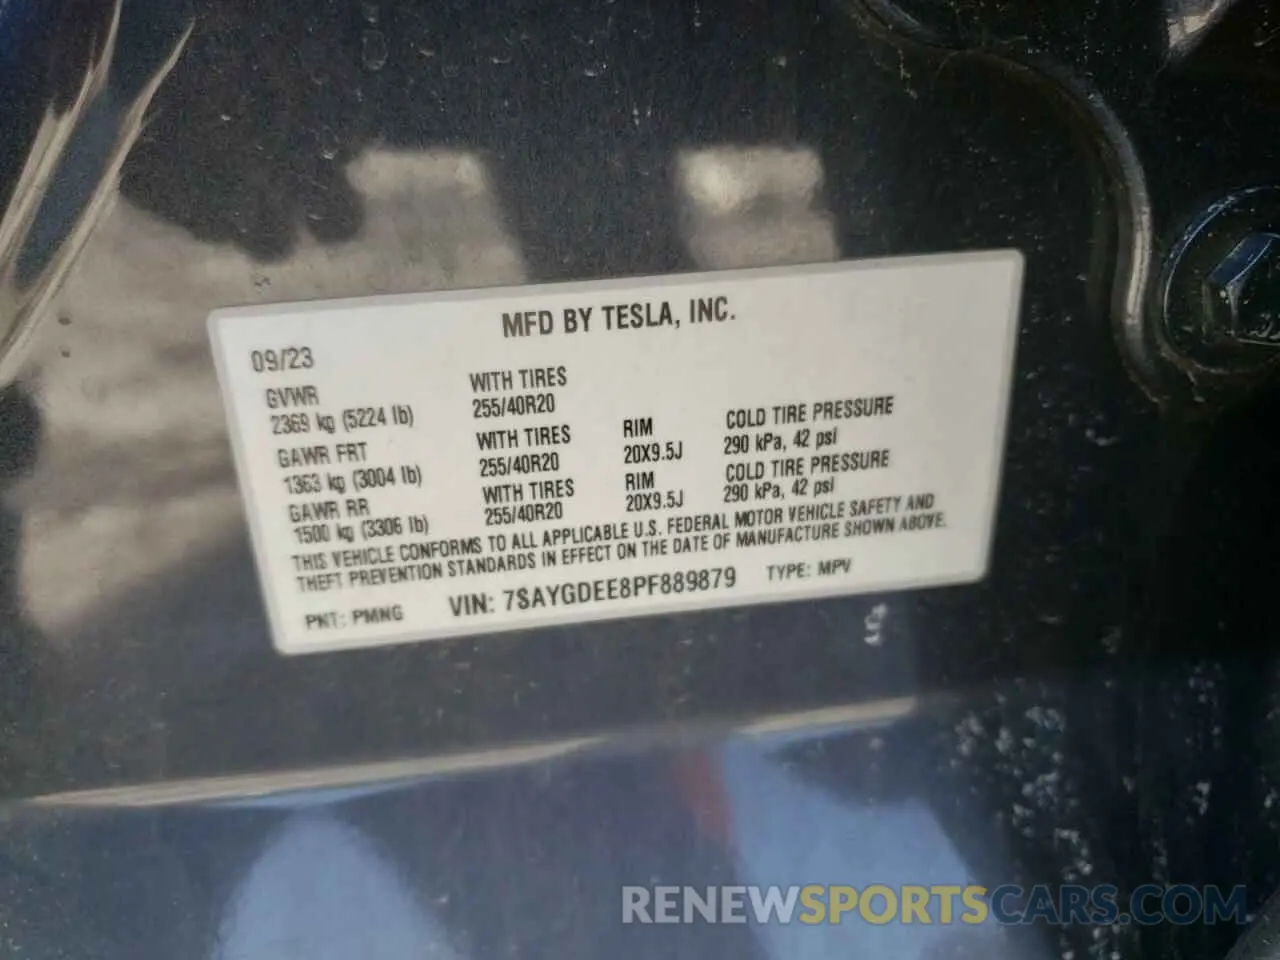 MFD BY TESLA, INC.
09/23
GVWR WITH TIRES
2369 kg (5224 lb) 255/40R20
GAWR FRT WITH TIRES RIM COLD TIRE PRESSURE
1363 kg (3004 lb) 255/40R20 20X9.5J 290 kPa, 42 psi
GAWR RR WITH TIRES RIM COLD TIRE PRESSURE
1500 kg (3306 lb) 255/40R20 20X9.5J 290 kPa, 42 psi
THIS VEHICLE CONFORMS TO ALL APPLICABLE U.S. FEDERAL MOTOR VEHICLE SAFETY AND
THEFT PREVENTION STANDARDS IN EFFECT ON THE DATE OF MANUFACTURE SHOWN ABOVE.
PNT: PMNG VIN: 7SAYGDEE8PF889879 TYPE: MPV
RENEWSPORTSCARS.COM